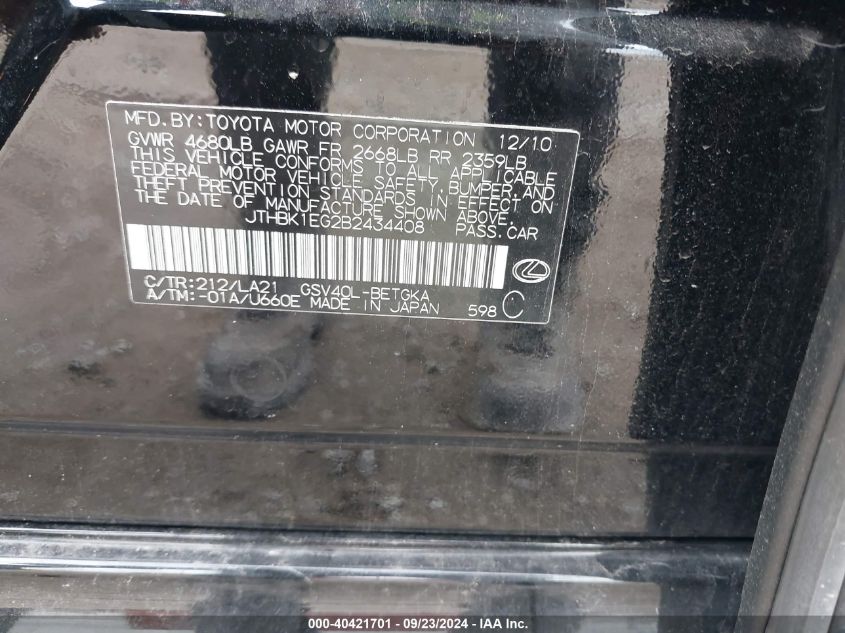 MFD. BY: TOYOTA MOTOR CORPORATION 12/10
GVWR 4680LB GAWR FR 2668LB RR 2359LB
THIS VEHICLE CONFORMS TO ALL APPLICABLE
FEDERAL MOTOR VEHICLE SAFETY, BUMPER, AND
THEFT PREVENTION STANDARDS IN EFFECT ON
THE DATE OF MANUFACTURE SHOWN ABOVE.
JTHBK1EG2B2434408 PASS. CAR
C/TR: 212/LA21 GSV40L-BETGKA
A/TM: -01A/U660E MADE IN JAPAN 598 C
000-40421701 - 09/23/2024 - IAA Inc.